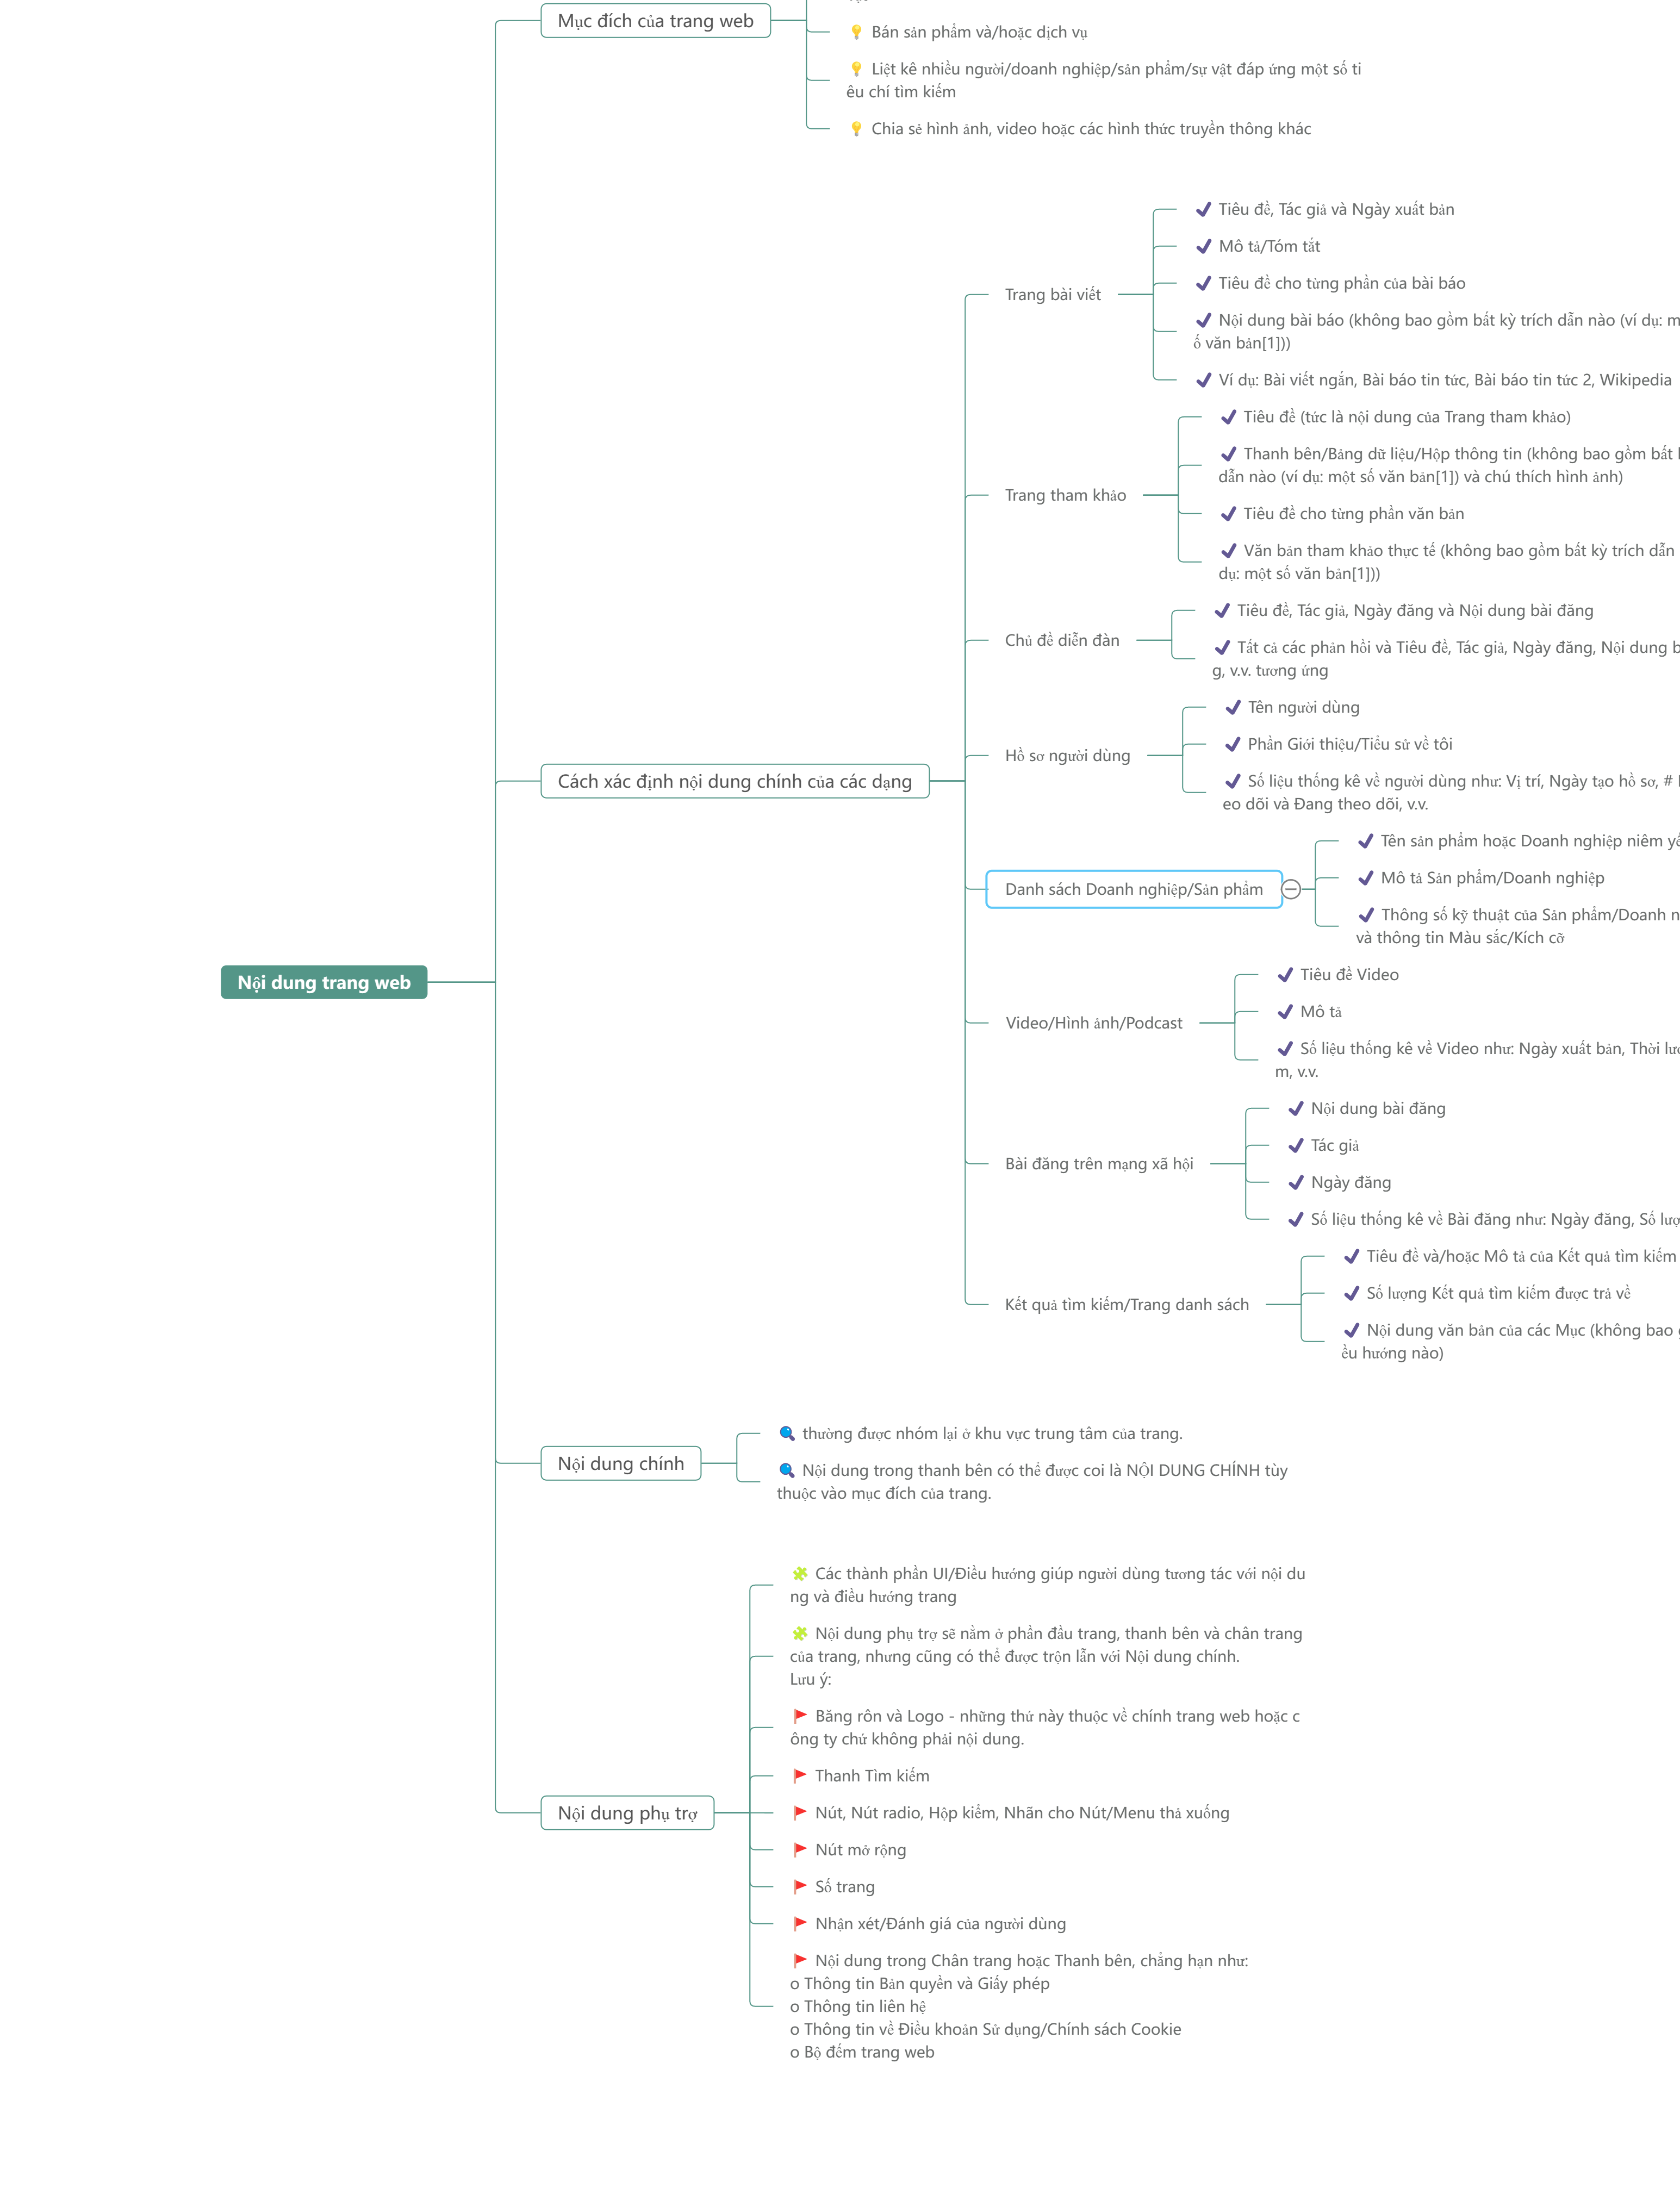 Mục đích của trang web
Bán sản phẩm và/hoặc dịch vụ
Liệt kê nhiều người/doanh nghiệp/sản phẩm/sự vật đáp ứng một số ti
êu chí tìm kiếm
Chia sẻ hình ảnh, video hoặc các hình thức truyền thông khác
Tiêu đề, Tác giả và Ngày xuất bản
Mô tả/Tóm tắt
Tiêu đề cho từng phần của bài báo
Trang bài viết
Nội dung bài báo (không bao gồm bất kỳ trích dẫn nào (ví dụ:
ố văn bản[1]))
Ví dụ: Bài viết ngắn, Bài báo tin tức, Bài báo tin tức 2, Wikipedia
Tiêu đề (tức là nội dung của Trang tham khảo)
Thanh bên/Bảng dữ liệu/Hộp thông tin (không bao gồm bất
dẫn nào (ví dụ: một số văn bản[1]) và chú thích hình ảnh)
Trang tham khảo
Tiêu đề cho từng phần văn bản
Văn bản tham khảo thực tế (không bao gồm bất kỳ trích dẫn
dụ: một số văn bản[1]))
Tiêu đề, Tác giả, Ngày đăng và Nội dung bài đăng
Chủ đề diễn đàn
Tất cả các phản hồi và Tiêu đề, Tác giả, Ngày đăng, Nội dung
g, v.v. tương ứng
Tên người dùng
Phần Giới thiệu/Tiểu sử về tôi
Hồ sơ người dùng
Số liệu thống kê về người dùng như: Vị trí, Ngày tạo hồ sơ, #
eo dõi và Đang theo dõi, v.v.
Cách xác định nội dung chính của các dạng
Tên sản phẩm hoặc Doanh nghiệp niêm
Mô tả Sản phẩm/Doanh nghiệp
Danh sách Doanh nghiệp/Sản phẩm
Thông số kỹ thuật của Sản phẩm/Doanh
và thông tin Màu sắc/Kích cỡ
Nội dung trang web
Tiêu đề Video
Mô tả
Video/Hình ảnh/Podcast
Số liệu thống kê về Video như: Ngày xuất bản, Thời
m, v.v.
Nội dung bài đăng
Tác giả
Bài đăng trên mạng xã hội
Ngày đăng
Số liệu thống kê về Bài đăng như: Ngày đăng, Số
Tiêu đề và/hoặc Mô tả của Kết quả tìm kiếm
Số lượng Kết quả tìm kiếm được trả về
Kết quả tìm kiếm/Trang danh sách
Nội dung văn bản của các Mục (không bao
ều hướng nào)
thường được nhóm lại ở khu vực trung tâm của trang.
Nội dung chính
Nội dung trong thanh bên có thể được coi là NỘI DUNG CHÍNH tùy
thuộc vào mục đích của trang.
Các thành phần UI/Điều hướng giúp người dùng tương tác với nội du
ng và điều hướng trang
Nội dung phụ trợ sẽ nằm ở phần đầu trang, thanh bên và chân trang
của trang, nhưng cũng có thể được trộn lẫn với Nội dung chính.
Lưu ý:
Băng rôn và Logo - những thứ này thuộc về chính trang web hoặc c
ông ty chứ không phải nội dung.
Thanh Tìm kiếm
Nội dung phụ trợ
Nút, Nút radio, Hộp kiểm, Nhãn cho Nút/Menu thả xuống
Nút mở rộng
Số trang
Nhận xét/Đánh giá của người dùng
Nội dung trong Chân trang hoặc Thanh bên, chẳng hạn như:
o Thông tin Bản quyền và Giấy phép
o Thông tin liên hệ
o Thông tin về Điều khoản Sử dụng/Chính sách Cookie
o Bộ đếm trang web